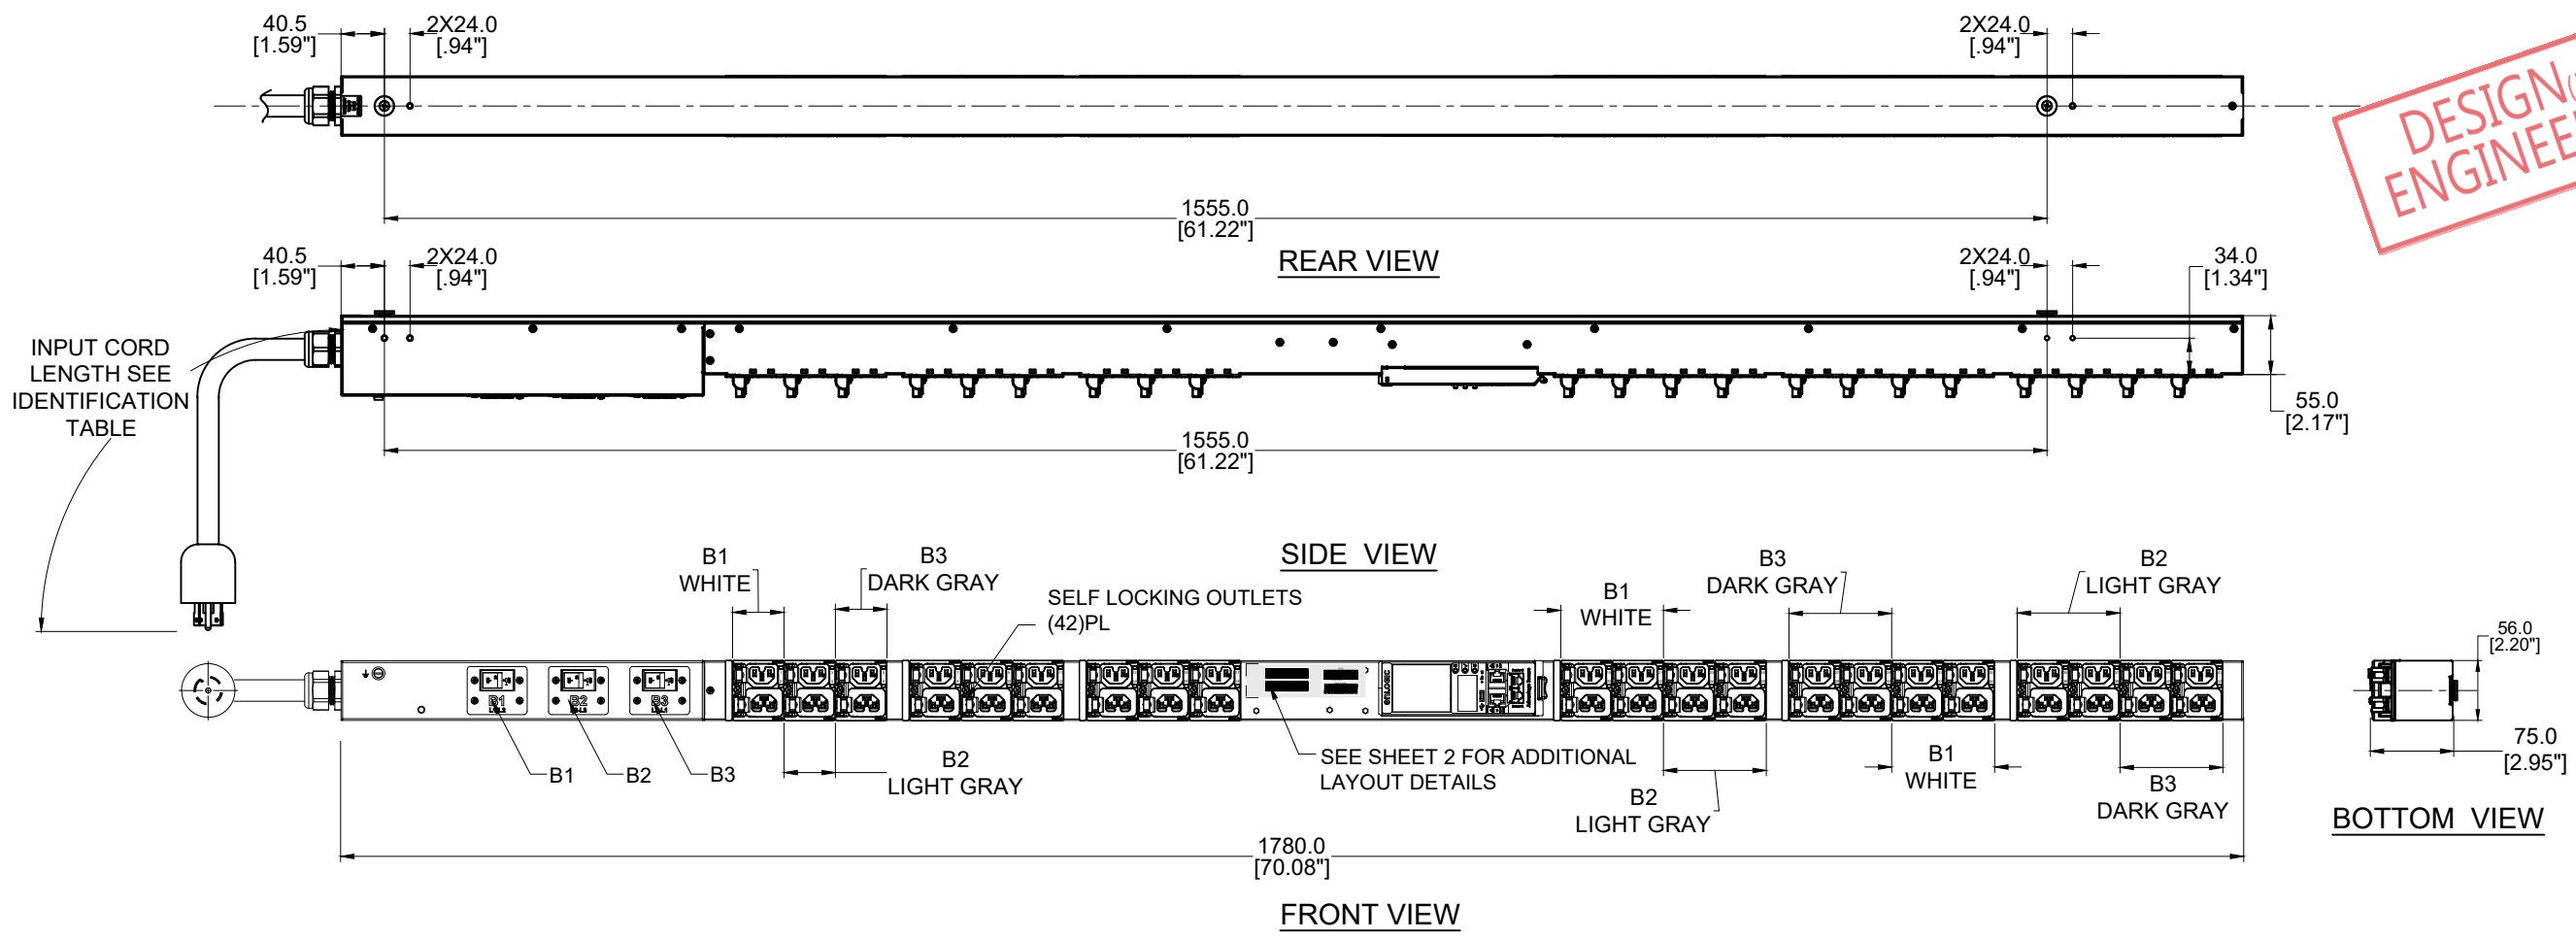 40.5
[1.59"]
2X24.0
[.94"]
2X24.0
[.94"]
1555.0
[61.22"]
REAR VIEW
40.5
[1.59"]
2X24.0
[.94"]
2X24.0
[.94"]
34.0
[1.34"]
55.0
[2.17"]
INPUT CORD
LENGTH SEE
IDENTIFICATION
TABLE
1555.0
[61.22"]
SIDE VIEW
B1
WHITE
B3
DARK GRAY
SELF LOCKING OUTLETS
(42)PL
B1
WHITE
B3
DARK GRAY
B2
LIGHT GRAY
56.0
[2.20"]
B1
B2
B3
B1
B2
B3
B2
LIGHT GRAY
SEE SHEET 2 FOR ADDITIONAL
LAYOUT DETAILS
B2
LIGHT GRAY
B1
WHITE
B3
DARK GRAY
75.0
[2.95"]
BOTTOM VIEW
1780.0
[70.08"]
FRONT VIEW
DESIGN